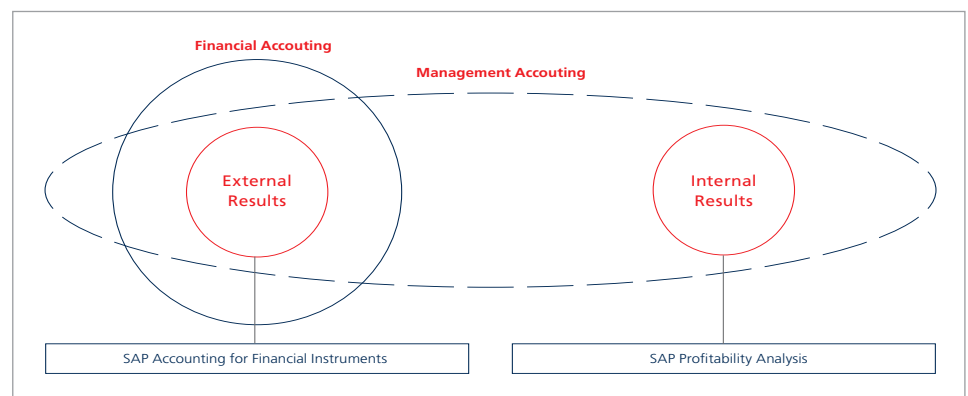 Financial Accouting
Management Accouting
External
Results
Internal
Results
SAP Accounting for Financial Instruments
SAP Profitability Analysis